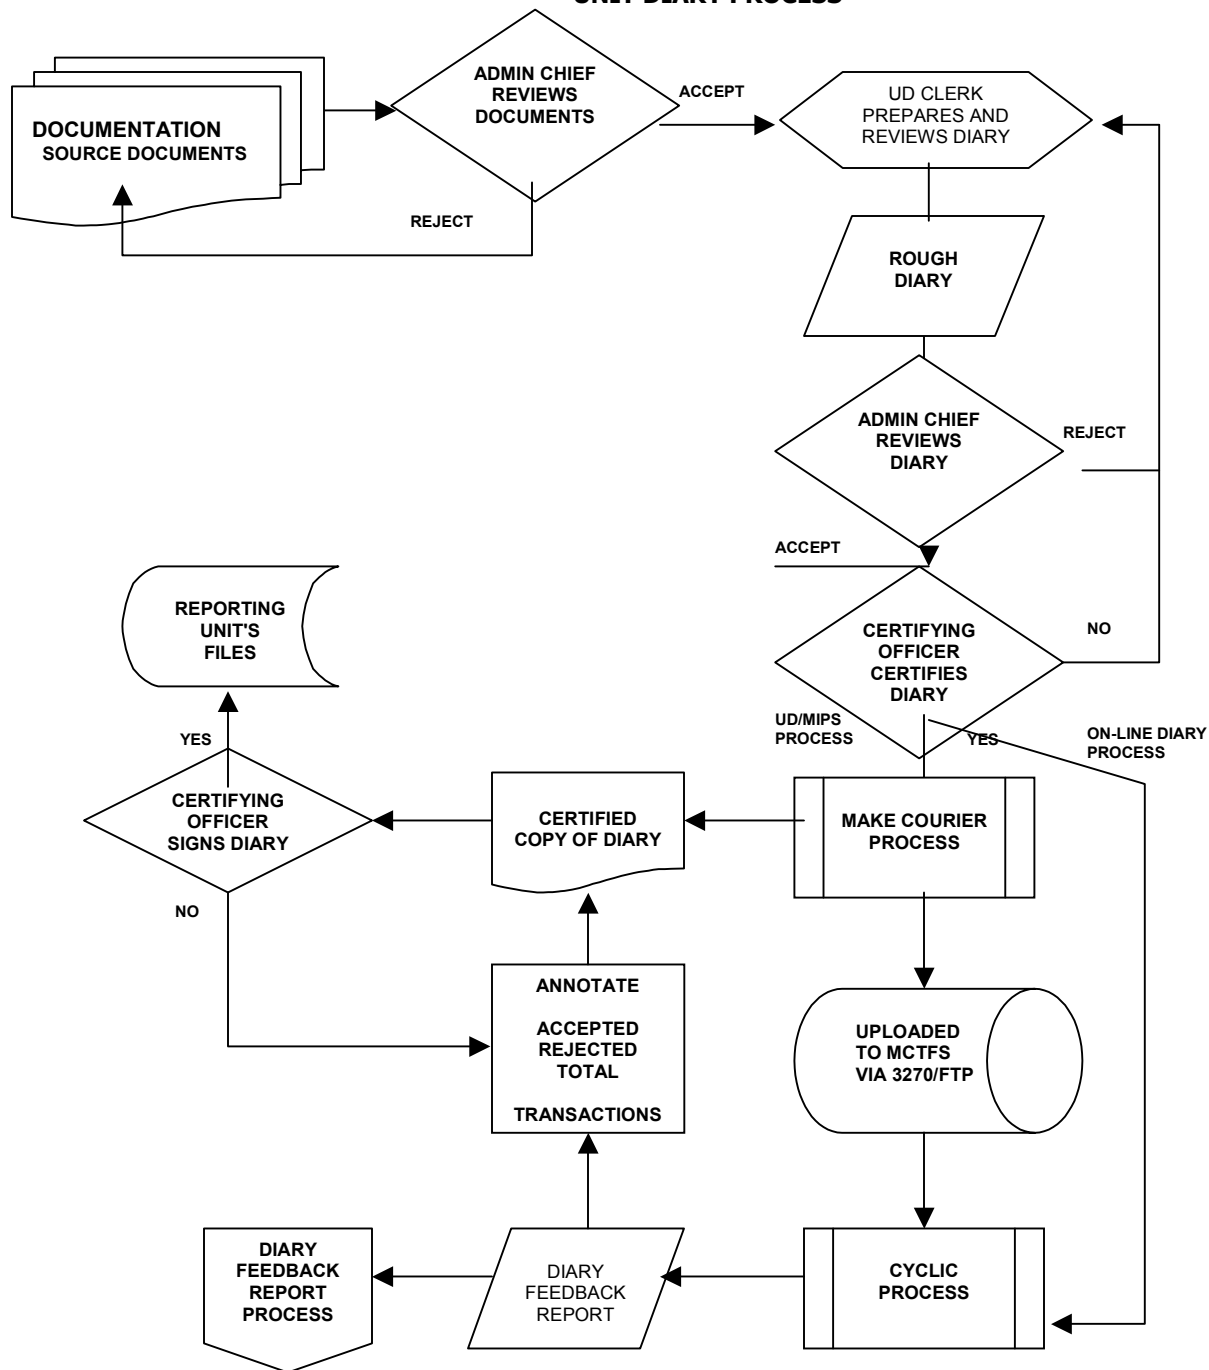 UNIT DIARY PROCESS
ADMIN CHIEF
REVIEWS
DOCUMENTS
ACCEPT
UD CLERK
PREPARES AND
REVIEWS DIARY
DOCUMENTATION
SOURCE DOCUMENTS
REJECT
ROUGH
DIARY
ADMIN CHIEF
REVIEWS
DIARY
REJECT
ACCEPT
REPORTING
UNIT'S
FILES
CERTIFYING
OFFICER
CERTIFIES
DIARY
NO
UD/MIPS
PROCESS
YES
ON-LINE DIARY
PROCESS
YES
CERTIFYING
OFFICER
SIGNS DIARY
CERTIFIED
COPY OF DIARY
MAKE COURIER
PROCESS
NO
ANNOTATE
ACCEPTED
REJECTED
TOTAL
TRANSACTIONS
UPLOADED
TO MCTFS
VIA 3270/FTP
DIARY
FEEDBACK
REPORT
PROCESS
DIARY
FEEDBACK
REPORT
CYCLIC
PROCESS